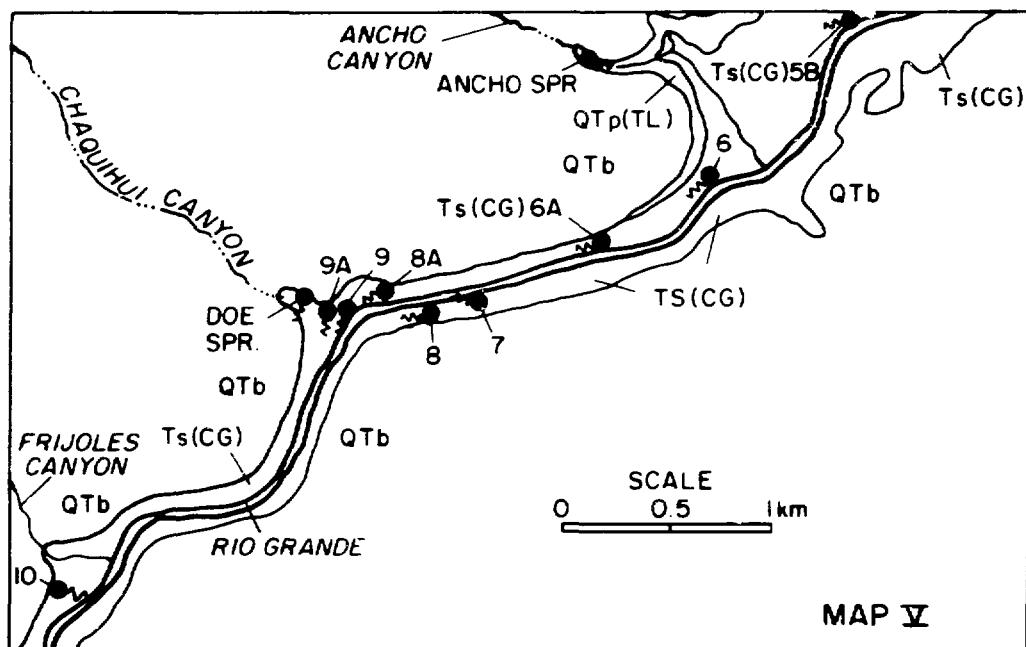 ANCHO
CANYON
ANCHO SPR
Ts(CG)5B
Ts(CG)
QTp(TL)
CHAQUIHUI CANYON
QTb
6
QTb
Ts(CG)6A
9A
9
8A
TS(CG)
DOE
SPR.
8
7
QTb
QTb
Ts(CG)
FRIJOLES
CANYON
QTb
SCALE
0 0.5 1km
RIO GRANDE
10
MAP V